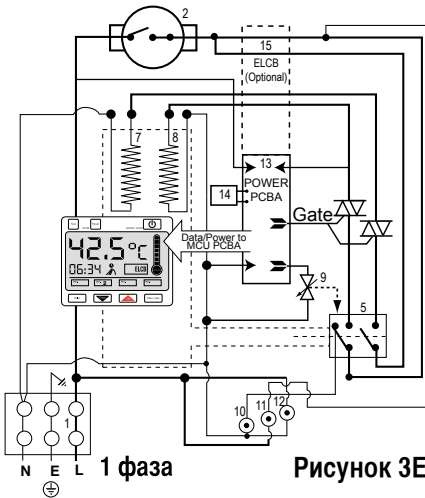 2
15
ELCB
(Optional)
7
8
13
POWER
PCBA
14
Gate
Data/Power to
MCU PCBA
42.5°C
06:34
ELCB
9
5
10
11
12
1
N E L
1 фаза
Рисунок 3E